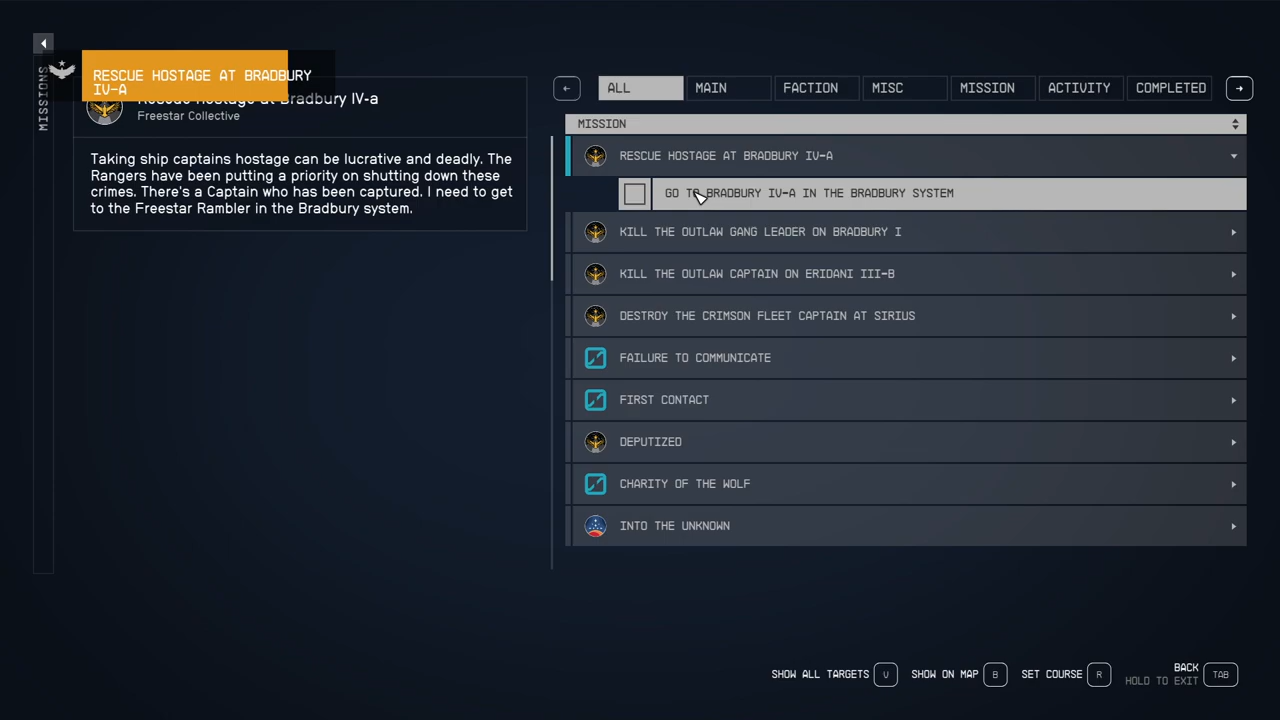 MISSIONS
RESCUE HOSTAGE AT BRADBURY
IV-A
Rescue Hostage at Bradbury IV-a
Freestar Collective
Taking ship captains hostage can be lucrative and deadly. The
Rangers have been putting a priority on shutting down these
crimes. There's a Captain who has been captured. I need to get
to the Freestar Rambler in the Bradbury system.
ALL MAIN FACTION MISC MISSION ACTIVITY COMPLETED
MISSION
RESCUE HOSTAGE AT BRADBURY IV-A
GO TO BRADBURY IV-A IN THE BRADBURY SYSTEM
KILL THE OUTLAW GANG LEADER ON BRADBURY I
KILL THE OUTLAW CAPTAIN ON ERIDANI III-B
DESTROY THE CRIMSON FLEET CAPTAIN AT SIRIUS
FAILURE TO COMMUNICATE
FIRST CONTACT
DEPUTIZED
CHARITY OF THE WOLF
INTO THE UNKNOWN
SHOW ALL TARGETS V SHOW ON MAP B SET COURSE R BACK TAB
HOLD TO EXIT